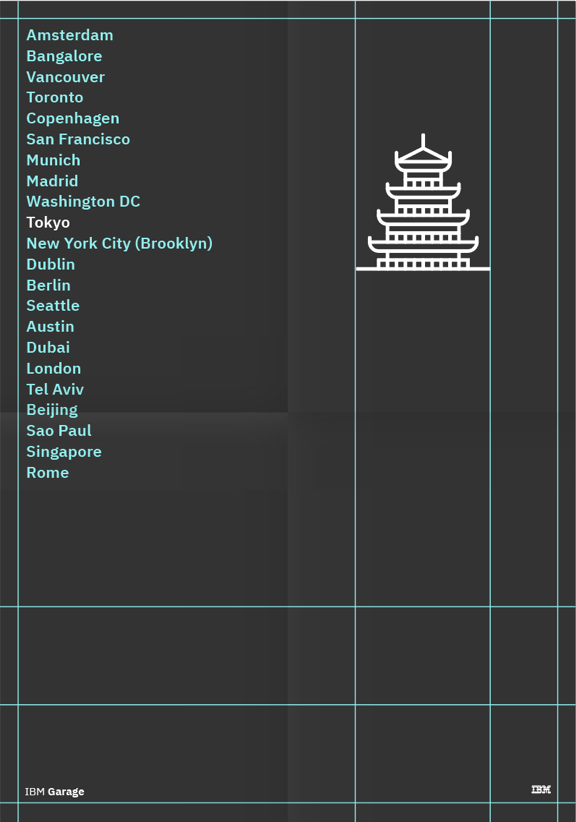 Amsterdam
Bangalore
Vancouver
Toronto
Copenhagen
San Francisco
Munich
Madrid
Washington DC
Tokyo
New York City (Brooklyn)
Dublin
Berlin
Seattle
Austin
Dubai
London
Tel Aviv
Beijing
Sao Paul
Singapore
Rome
IBM Garage
IBM